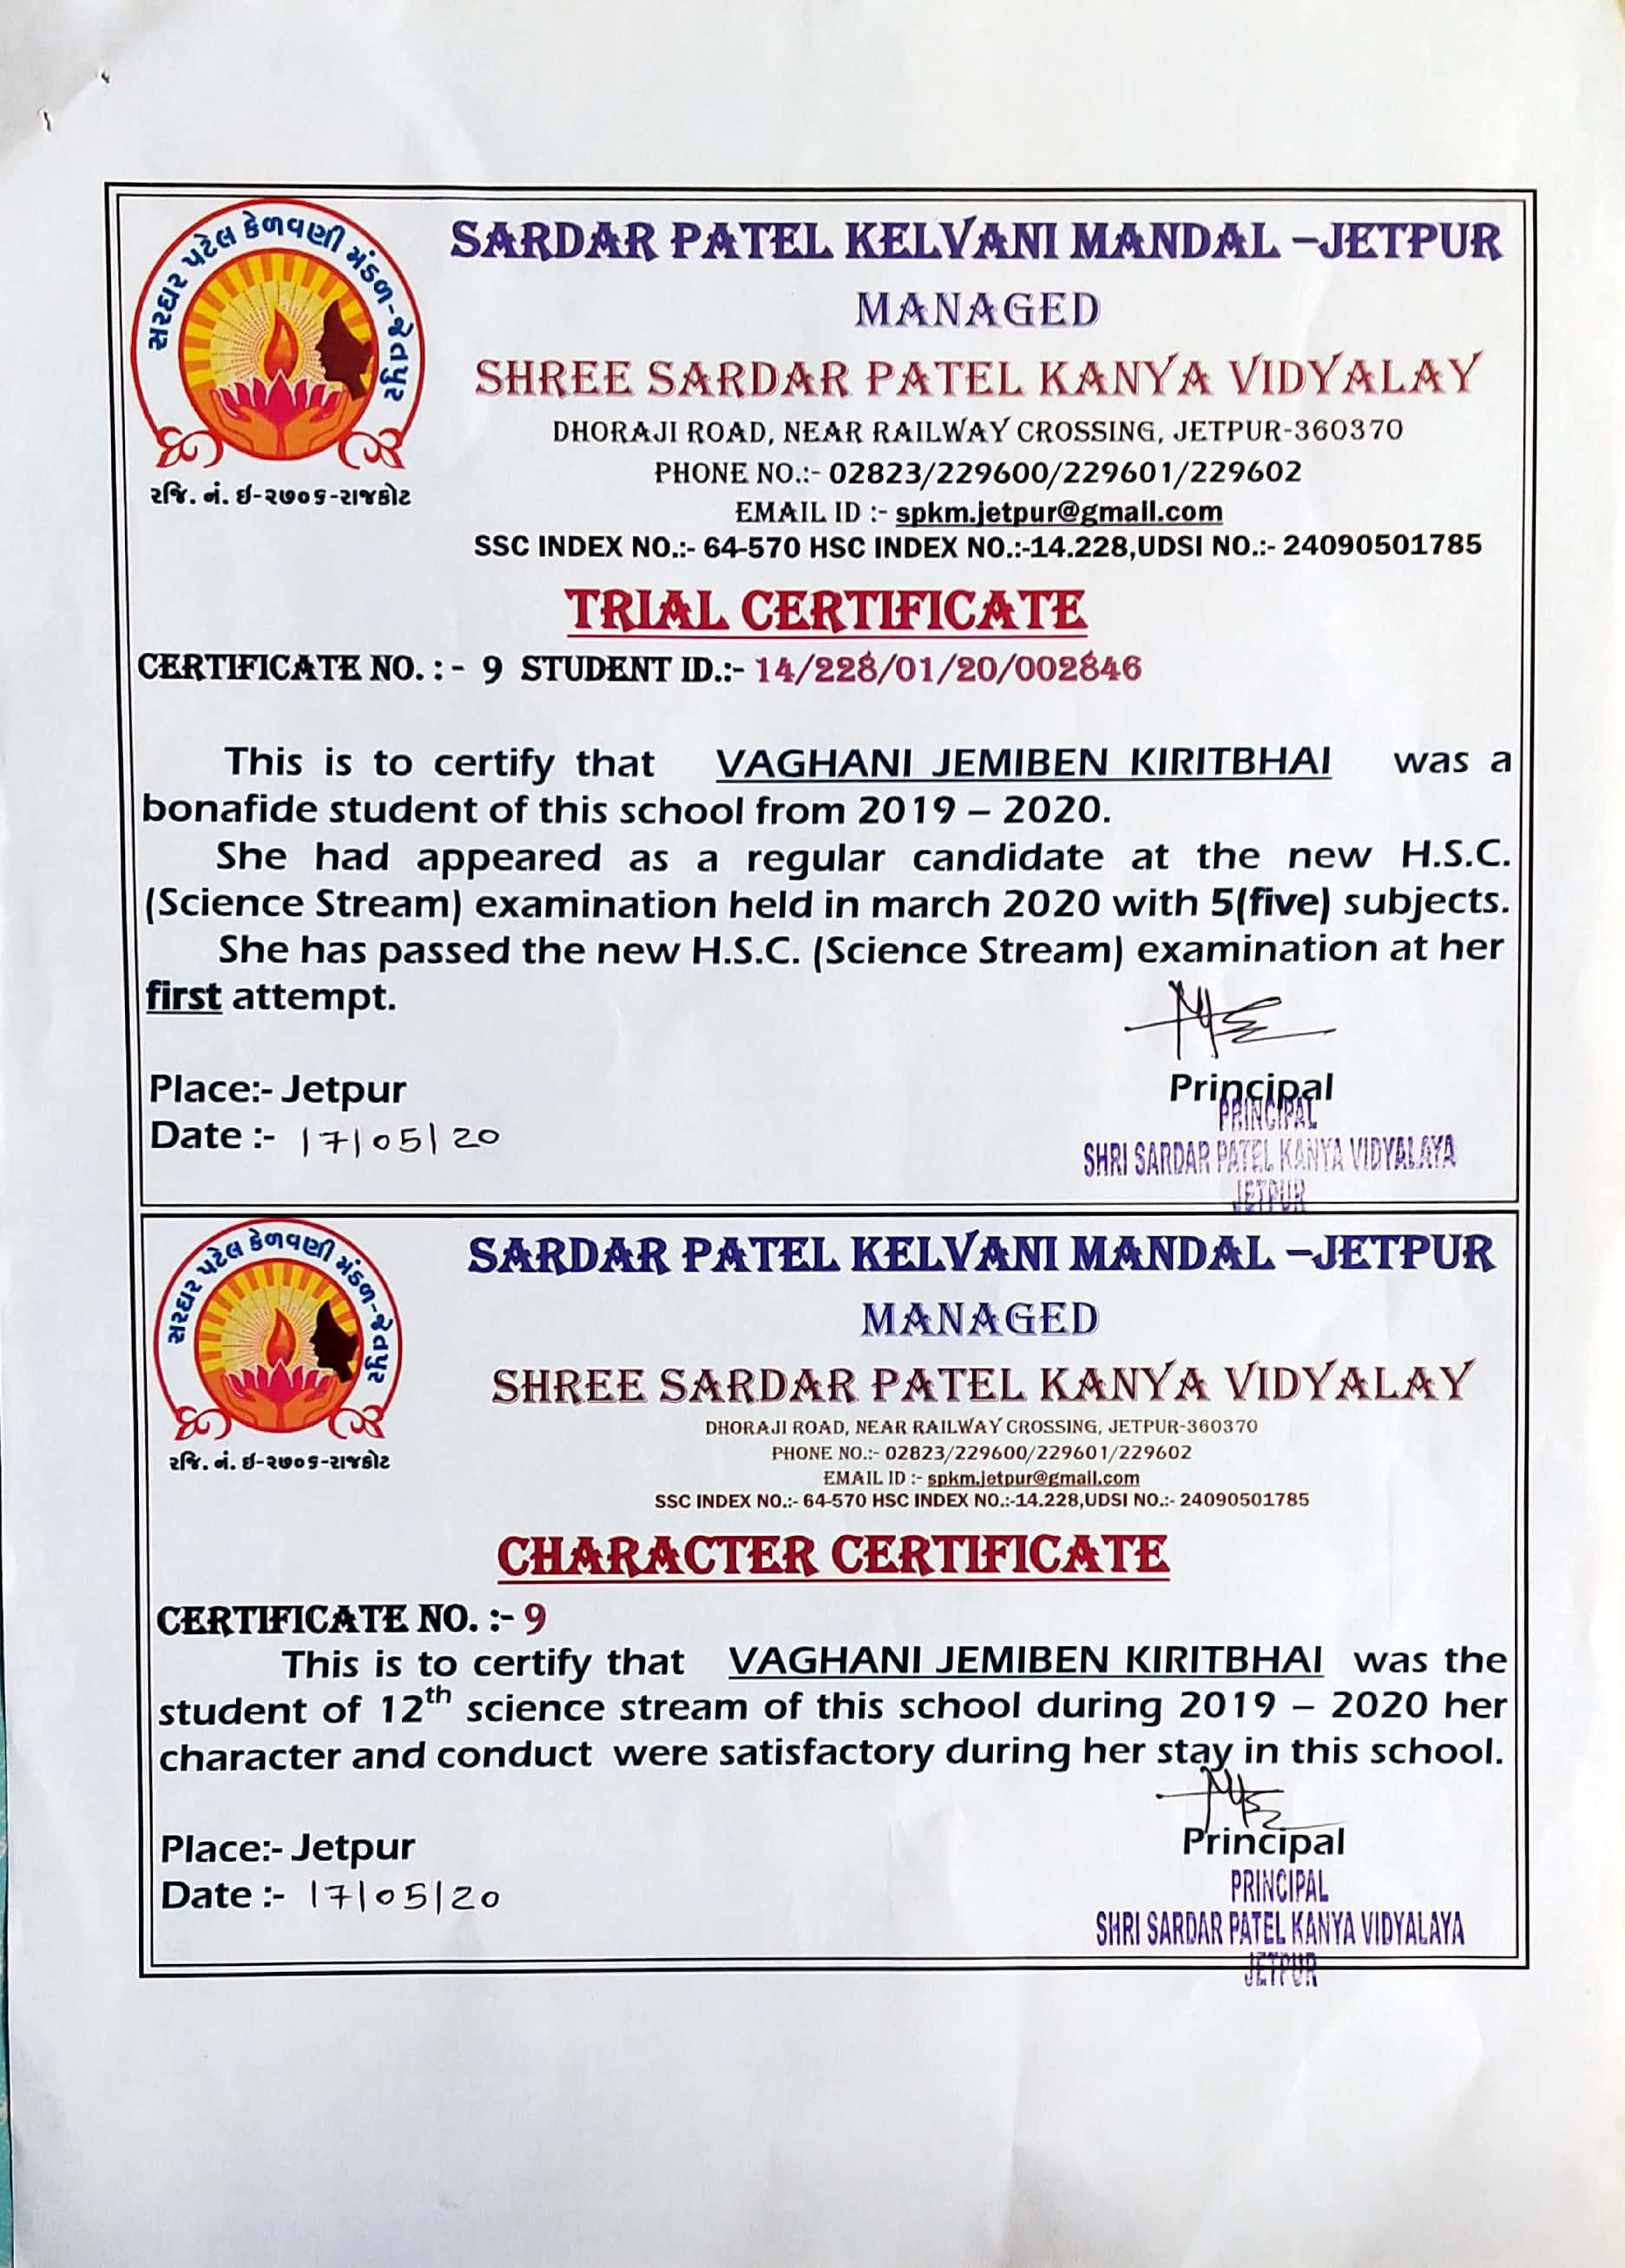 સરદાર પટેલ કેળવણી મંડળ-જેતપુર
રજિ. નં. ઇ-૨૭૦૬-રાજકોટ
SARDAR PATEL KELVANI MANDAL –JETPUR
MANAGED
SHREE SARDAR PATEL KANYA VIDYALAY
DHORAJI ROAD, NEAR RAILWAY CROSSING, JETPUR-360370
PHONE NO.:- 02823/229600/229601/229602
EMAIL ID :- spkm.jetpur@gmail.com
SSC INDEX NO.:- 64-570 HSC INDEX NO.:-14.228,UDSI NO.:- 24090501785
TRIAL CERTIFICATE
CERTIFICATE NO. : - 9 STUDENT ID.:- 14/228/01/20/002846
This is to certify that VAGHANI JEMIBEN KIRITBHAI was a
bonafide student of this school from 2019 – 2020.
She had appeared as a regular candidate at the new H.S.C.
(Science Stream) examination held in march 2020 with 5(five) subjects.
She has passed the new H.S.C. (Science Stream) examination at her
first attempt.
Place:- Jetpur
Date :- 17|05|20
Principal
PRINCIPAL
SHRI SARDAR PATEL KANYA VIDYALAYA
JETPUR
સરદાર પટેલ કેળવણી મંડળ-જેતપુર
રજિ. નં. ઇ-૨૭૦૬-રાજકોટ
SARDAR PATEL KELVANI MANDAL –JETPUR
MANAGED
SHREE SARDAR PATEL KANYA VIDYALAY
DHORAJI ROAD, NEAR RAILWAY CROSSING, JETPUR-360370
PHONE NO.:- 02823/229600/229601/229602
EMAIL ID :- spkm.jetpur@gmail.com
SSC INDEX NO.:- 64-570 HSC INDEX NO.:-14.228,UDSI NO.:- 24090501785
CHARACTER CERTIFICATE
CERTIFICATE NO. :- 9
This is to certify that VAGHANI JEMIBEN KIRITBHAI was the
student of 12th science stream of this school during 2019 – 2020 her
character and conduct were satisfactory during her stay in this school.
Place:- Jetpur
Date :- 17|05|20
Principal
PRINCIPAL
SHRI SARDAR PATEL KANYA VIDYALAYA
JETPUR